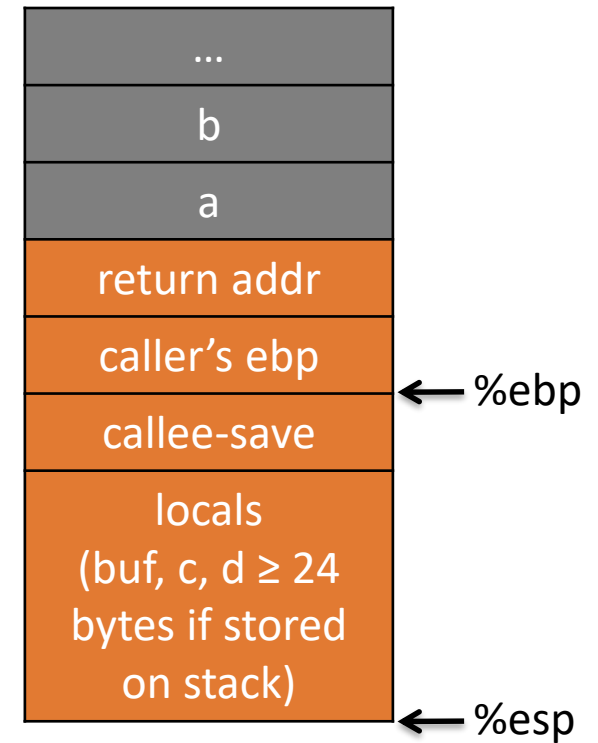 …
b
a
return addr
caller’s ebp
%ebp
callee-save
locals
(buf, c, d ≥ 24
bytes if stored
on stack)
%esp